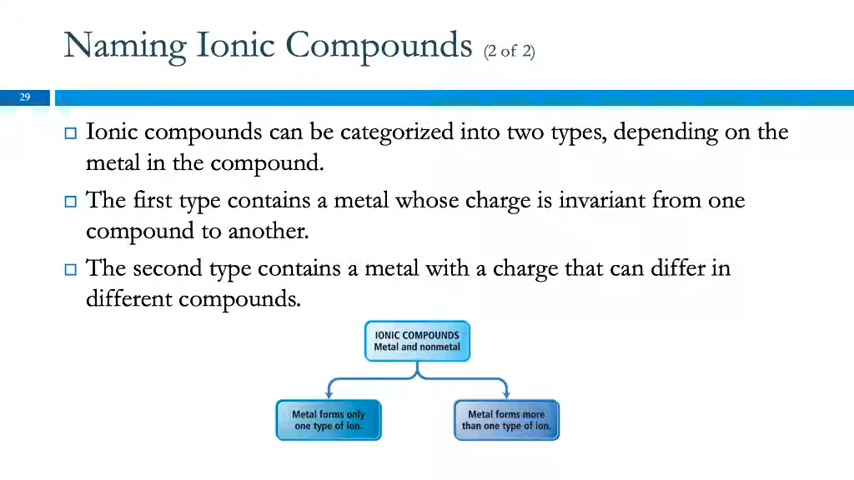 Naming Ionic Compounds (2 of 2)
29
Ionic compounds can be categorized into two types, depending on the
metal in the compound.
The first type contains a metal whose charge is invariant from one
compound to another.
The second type contains a metal with a charge that can differ in
different compounds.
IONIC COMPOUNDS
Metal and nonmetal
Metal forms only
one type of ion.
Metal forms more
than one type of ion.